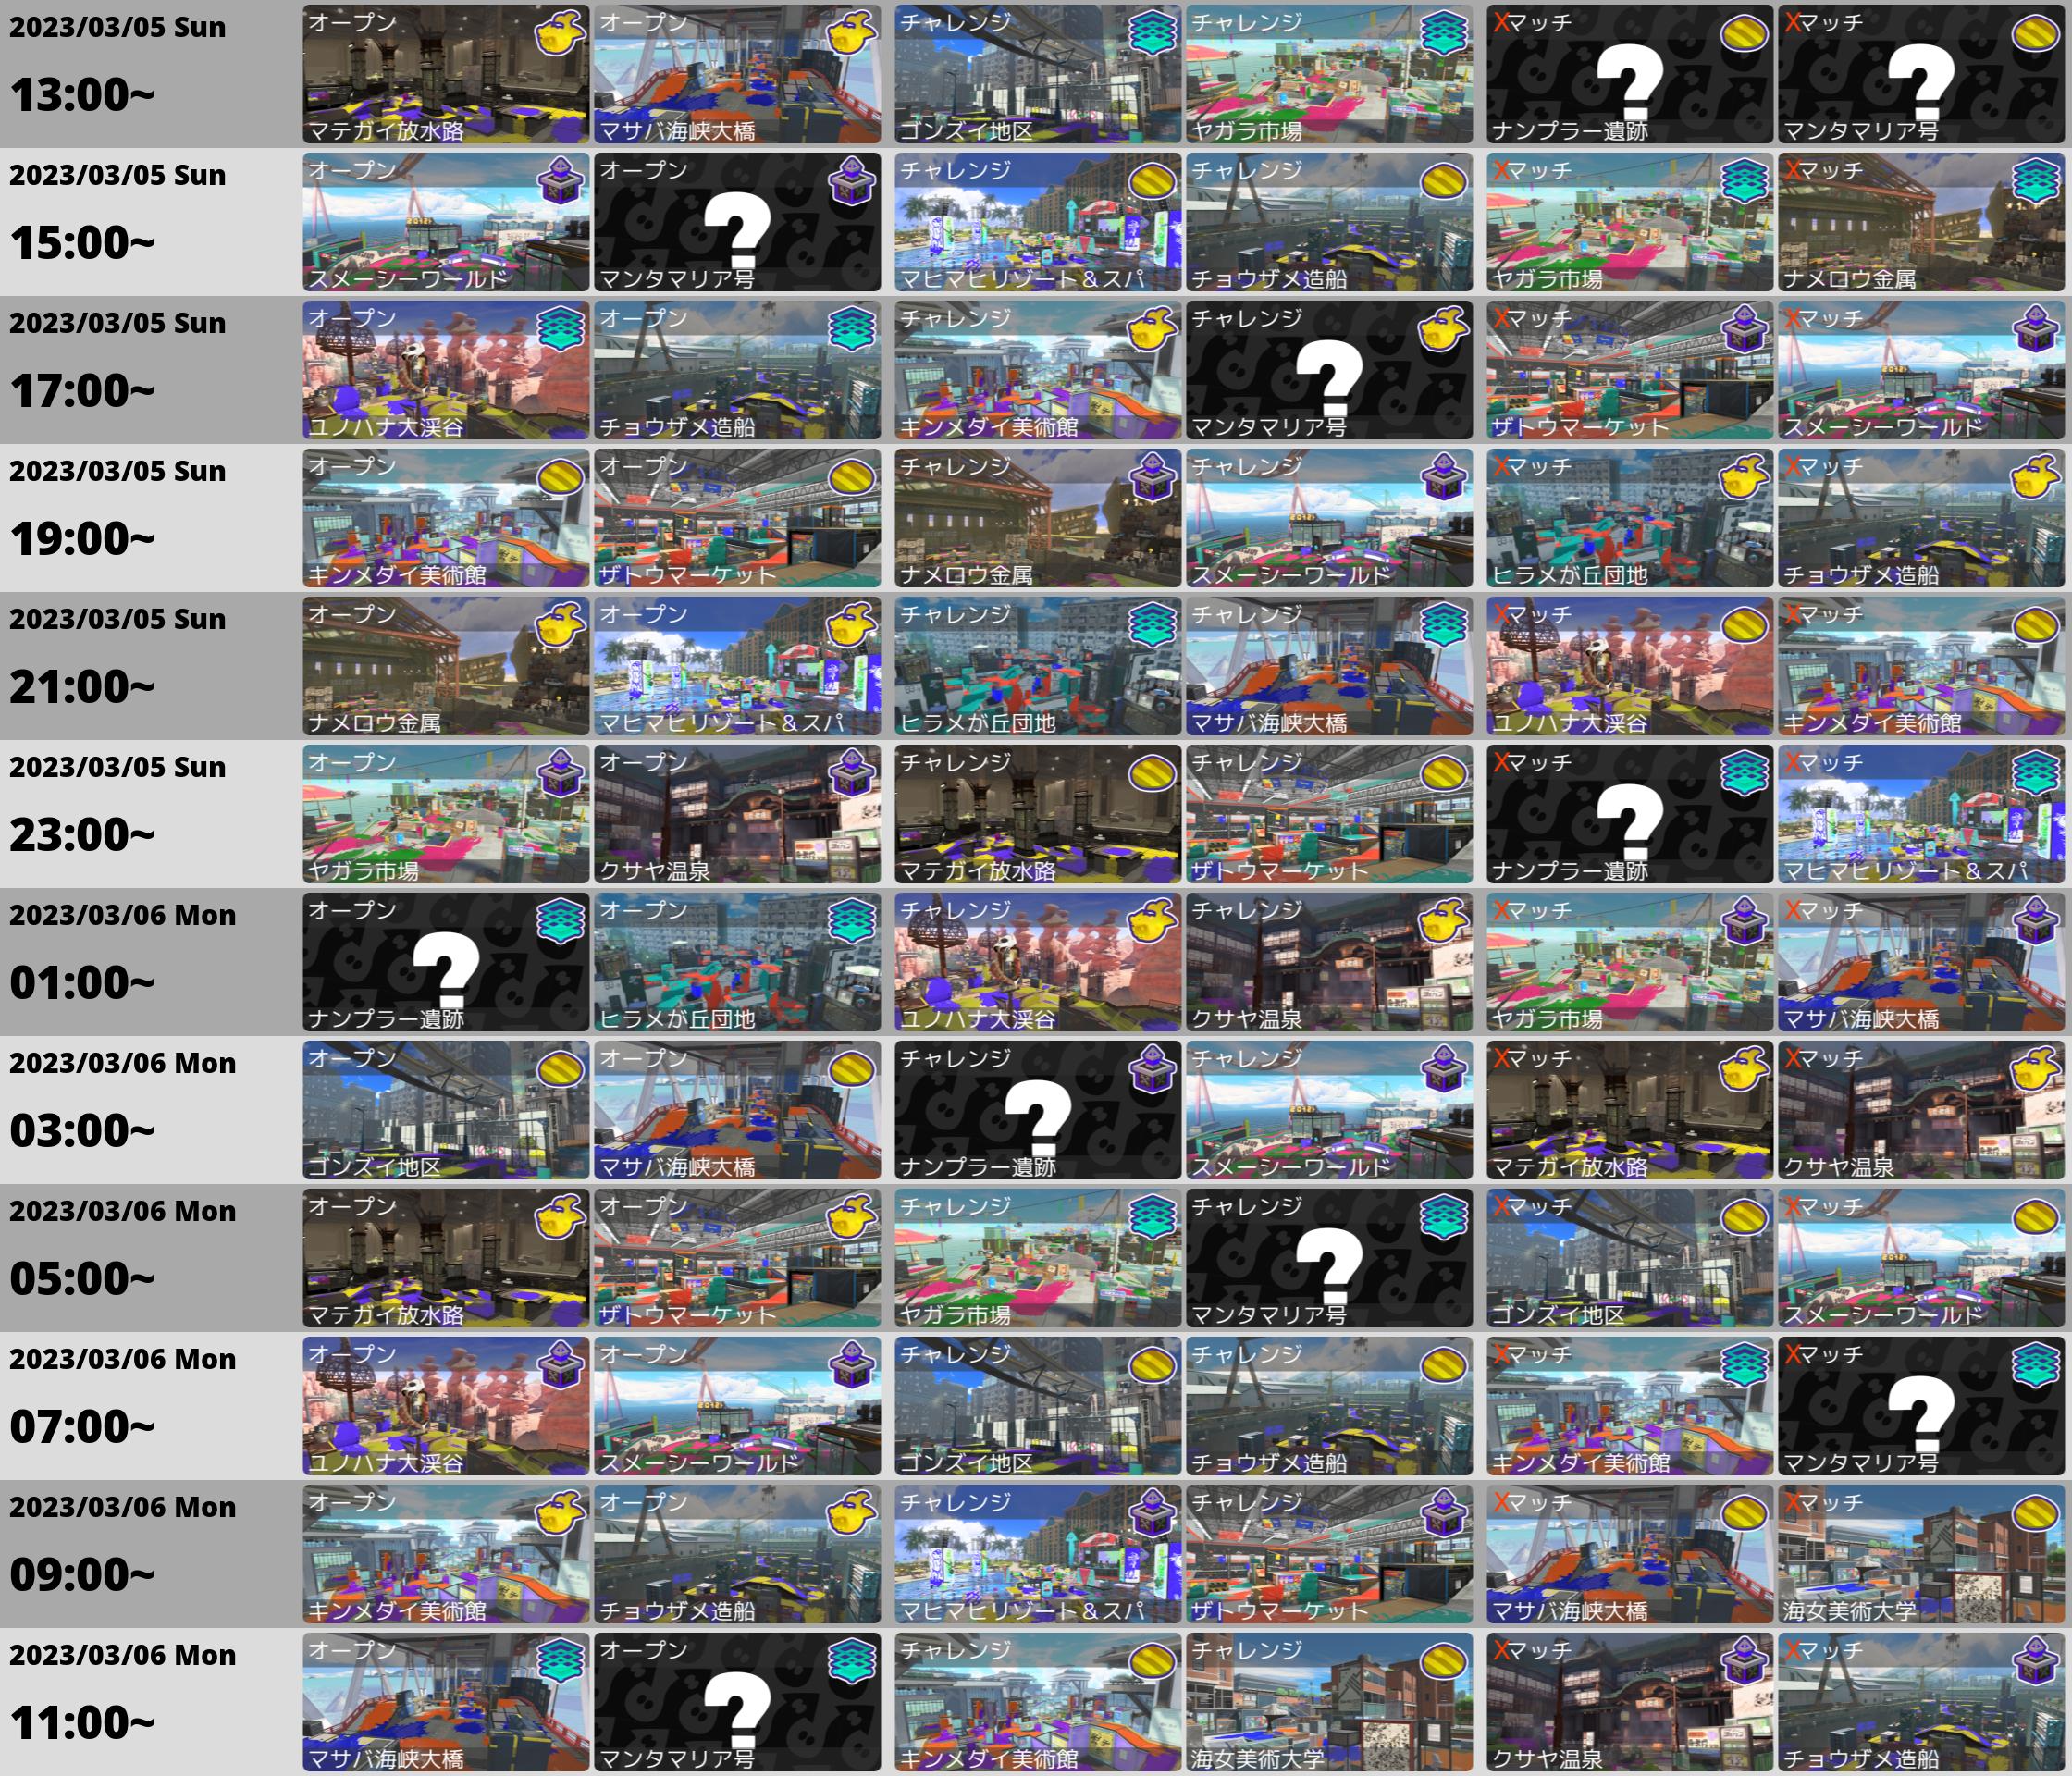 2023/03/05 Sun
13:00~
オープン オープン チャレンジ チャレンジ Xマッチ Xマッチ
マテガイ放水路 マサバ海峡大橋 ゴンズイ地区 ヤガラ市場 ナンプラー遺跡 マンタマリア号
2023/03/05 Sun
15:00~
オープン オープン チャレンジ チャレンジ Xマッチ Xマッチ
スメーシーワールド マンタマリア号 マヒマヒリゾート＆スパ チョウザメ造船 ヤガラ市場 ナメロウ金属
2023/03/05 Sun
17:00~
オープン オープン チャレンジ チャレンジ Xマッチ Xマッチ
ユノハナ大渓谷 チョウザメ造船 キンメダイ美術館 マンタマリア号 ザトウマーケット スメーシーワールド
2023/03/05 Sun
19:00~
オープン オープン チャレンジ チャレンジ Xマッチ Xマッチ
キンメダイ美術館 ザトウマーケット ナメロウ金属 スメーシーワールド ヒラメが丘団地 チョウザメ造船
2023/03/05 Sun
21:00~
オープン オープン チャレンジ チャレンジ Xマッチ Xマッチ
ナメロウ金属 マヒマヒリゾート＆スパ ヒラメが丘団地 マサバ海峡大橋 ユノハナ大渓谷 キンメダイ美術館
2023/03/05 Sun
23:00~
オープン オープン チャレンジ チャレンジ Xマッチ Xマッチ
ヤガラ市場 クサヤ温泉 マテガイ放水路 ザトウマーケット ナンプラー遺跡 マヒマヒリゾート＆スパ
2023/03/06 Mon
01:00~
オープン オープン チャレンジ チャレンジ Xマッチ Xマッチ
ナンプラー遺跡 ヒラメが丘団地 ユノハナ大渓谷 クサヤ温泉 ヤガラ市場 マサバ海峡大橋
2023/03/06 Mon
03:00~
オープン オープン チャレンジ チャレンジ Xマッチ Xマッチ
ゴンズイ地区 マサバ海峡大橋 ナンプラー遺跡 スメーシーワールド マテガイ放水路 クサヤ温泉
2023/03/06 Mon
05:00~
オープン オープン チャレンジ チャレンジ Xマッチ Xマッチ
マテガイ放水路 ザトウマーケット ヤガラ市場 マンタマリア号 ゴンズイ地区 スメーシーワールド
2023/03/06 Mon
07:00~
オープン オープン チャレンジ チャレンジ Xマッチ Xマッチ
ユノハナ大渓谷 スメーシーワールド ゴンズイ地区 チョウザメ造船 キンメダイ美術館 マンタマリア号
2023/03/06 Mon
09:00~
オープン オープン チャレンジ チャレンジ Xマッチ Xマッチ
キンメダイ美術館 チョウザメ造船 マヒマヒリゾート＆スパ ザトウマーケット マサバ海峡大橋 海女美術大学
2023/03/06 Mon
11:00~
オープン オープン チャレンジ チャレンジ Xマッチ Xマッチ
マサバ海峡大橋 マンタマリア号 キンメダイ美術館 海女美術大学 クサヤ温泉 チョウザメ造船